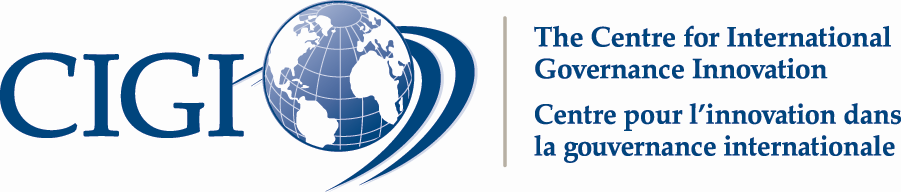 CIGI
The Centre for International
Governance Innovation
Centre pour l'innovation dans
la gouvernance internationale